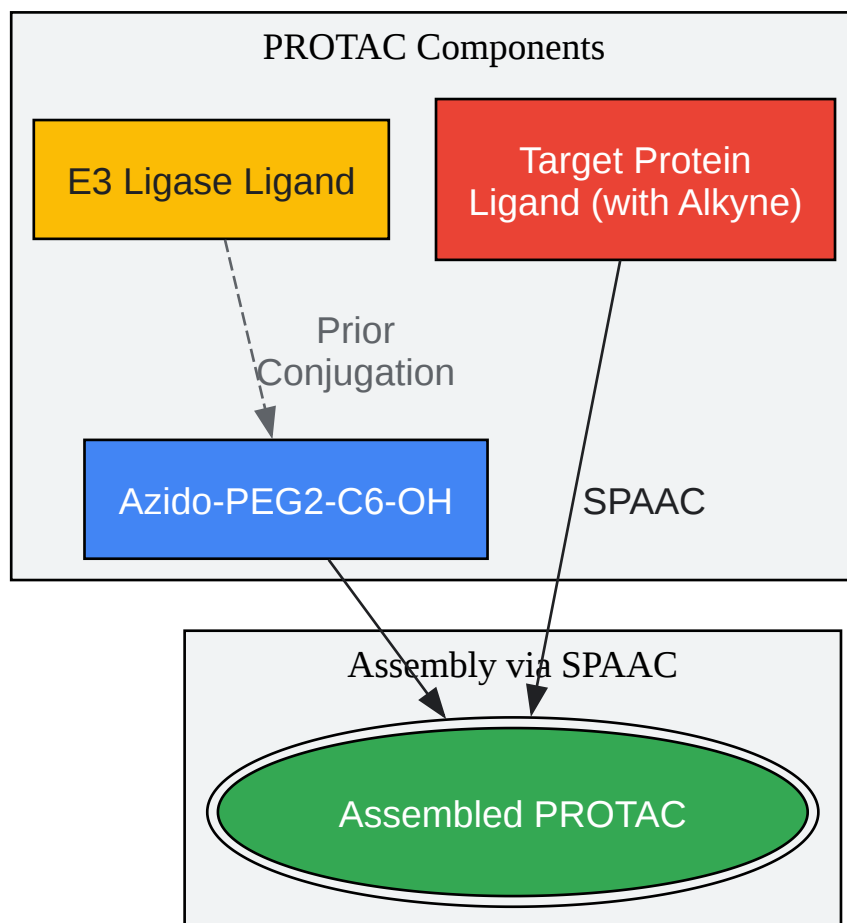 PROTAC Components
E3 Ligase Ligand
Target Protein
Ligand (with Alkyne)
Prior
Conjugation
Azido-PEG2-C6-OH
SPAAC
Assembly via SPAAC
Assembled PROTAC